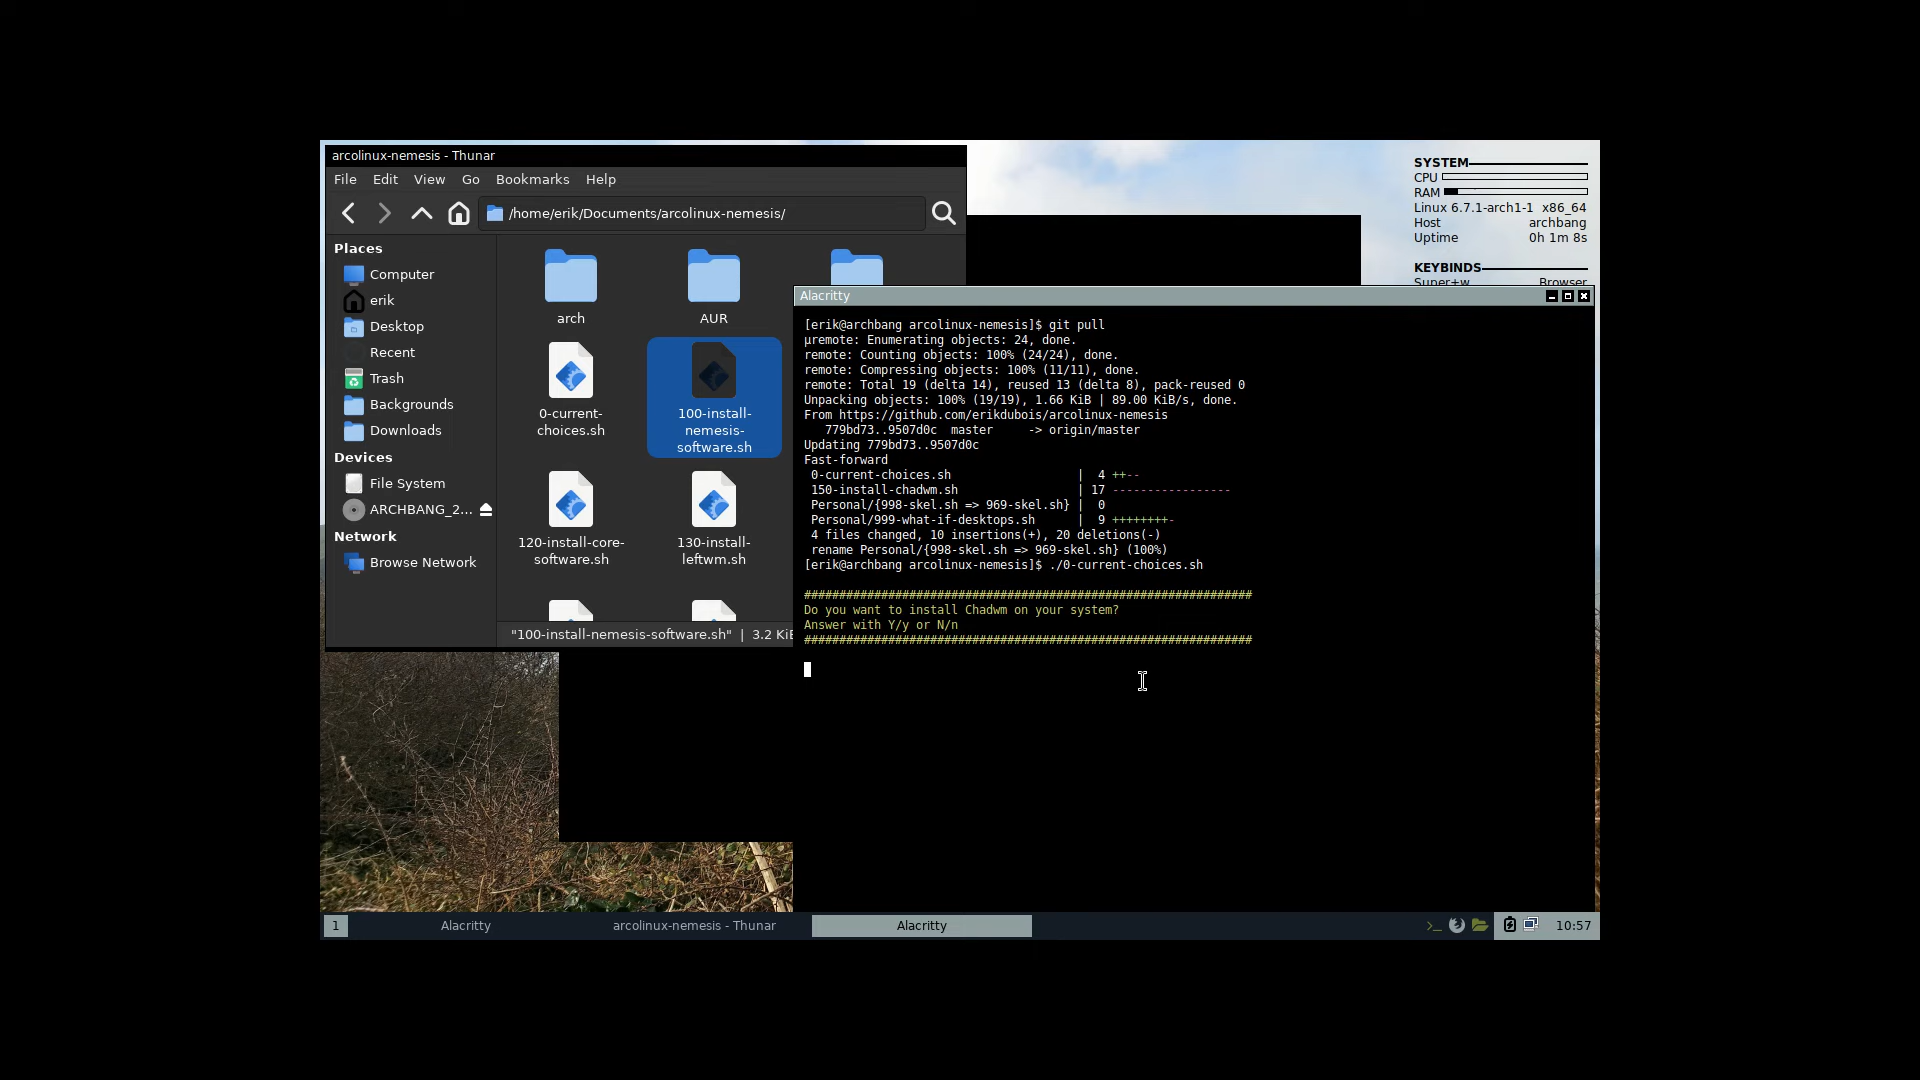 arcolinux-nemesis - Thunar
File Edit View Go Bookmarks Help
/home/erik/Documents/arcolinux-nemesis/
Places
Computer
erik
Desktop
Recent
Trash
Backgrounds
Downloads
Devices
File System
ARCHBANG_2...
Network
Browse Network
arch
AUR
0-current-
choices.sh
100-install-
nemesis-
software.sh
120-install-core-
software.sh
130-install-
leftwm.sh
"100-install-nemesis-software.sh" | 3.2 KiB
SYSTEM
CPU
RAM
Linux 6.7.1-arch1-1 x86_64
Host archbang
Uptime 0h 1m 8s
KEYBINDS
Super+w Browser
Alacritty
[erik@archbang arcolinux-nemesis]$ git pull
µremote: Enumerating objects: 24, done.
remote: Counting objects: 100% (24/24), done.
remote: Compressing objects: 100% (11/11), done.
remote: Total 19 (delta 14), reused 13 (delta 8), pack-reused 0
Unpacking objects: 100% (19/19), 1.66 KiB | 89.00 KiB/s, done.
From https://github.com/erikdubois/arcolinux-nemesis
   779bd73..9507d0c  master     -> origin/master
Updating 779bd73..9507d0c
Fast-forward
 0-current-choices.sh                  |  4 ++--
 150-install-chadwm.sh                 | 17 -----------------
 Personal/{998-skel.sh => 969-skel.sh} |  0
 Personal/999-what-if-desktops.sh      |  9 ++++++++-
 4 files changed, 10 insertions(+), 20 deletions(-)
 rename Personal/{998-skel.sh => 969-skel.sh} (100%)
[erik@archbang arcolinux-nemesis]$ ./0-current-choices.sh
################################################################
Do you want to install Chadwm on your system?
Answer with Y/y or N/n
################################################################
1 Alacritty arcolinux-nemesis - Thunar Alacritty 10:57